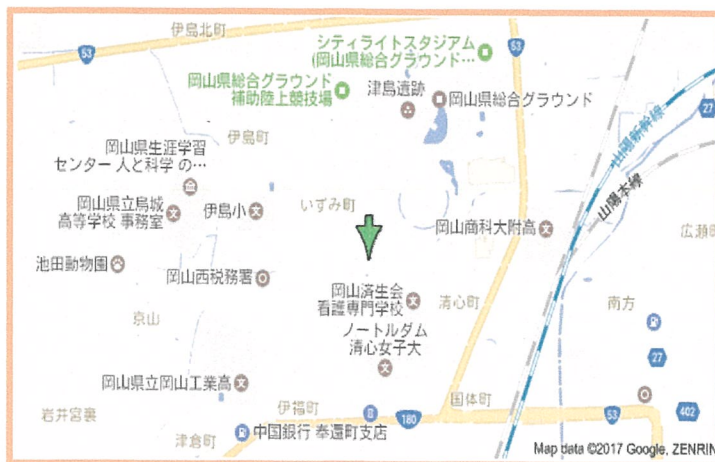 伊島北町
53
シティライトスタジアム
(岡山県総合グラウンド…
53
岡山県総合グラウンド
補助陸上競技場
津島遺跡
岡山県総合グラウンド
27
山陽新幹線
伊島町
岡山県生涯学習
センター 人と科学 の…
山陽本線
岡山県立烏城
高等学校 事務室
伊島小
いずみ町
岡山商科大附高
広瀬町
池田動物園
岡山西税務署
岡山済生会
看護専門学校
清心町
南方
京山
ノートルダム
清心女子大
27
岡山県立岡山工業高
国体町
岩井宮裏
伊福町
180
53
402
津倉町
中国銀行 奉還町支店
Map data ©2017 Google, ZENRIN